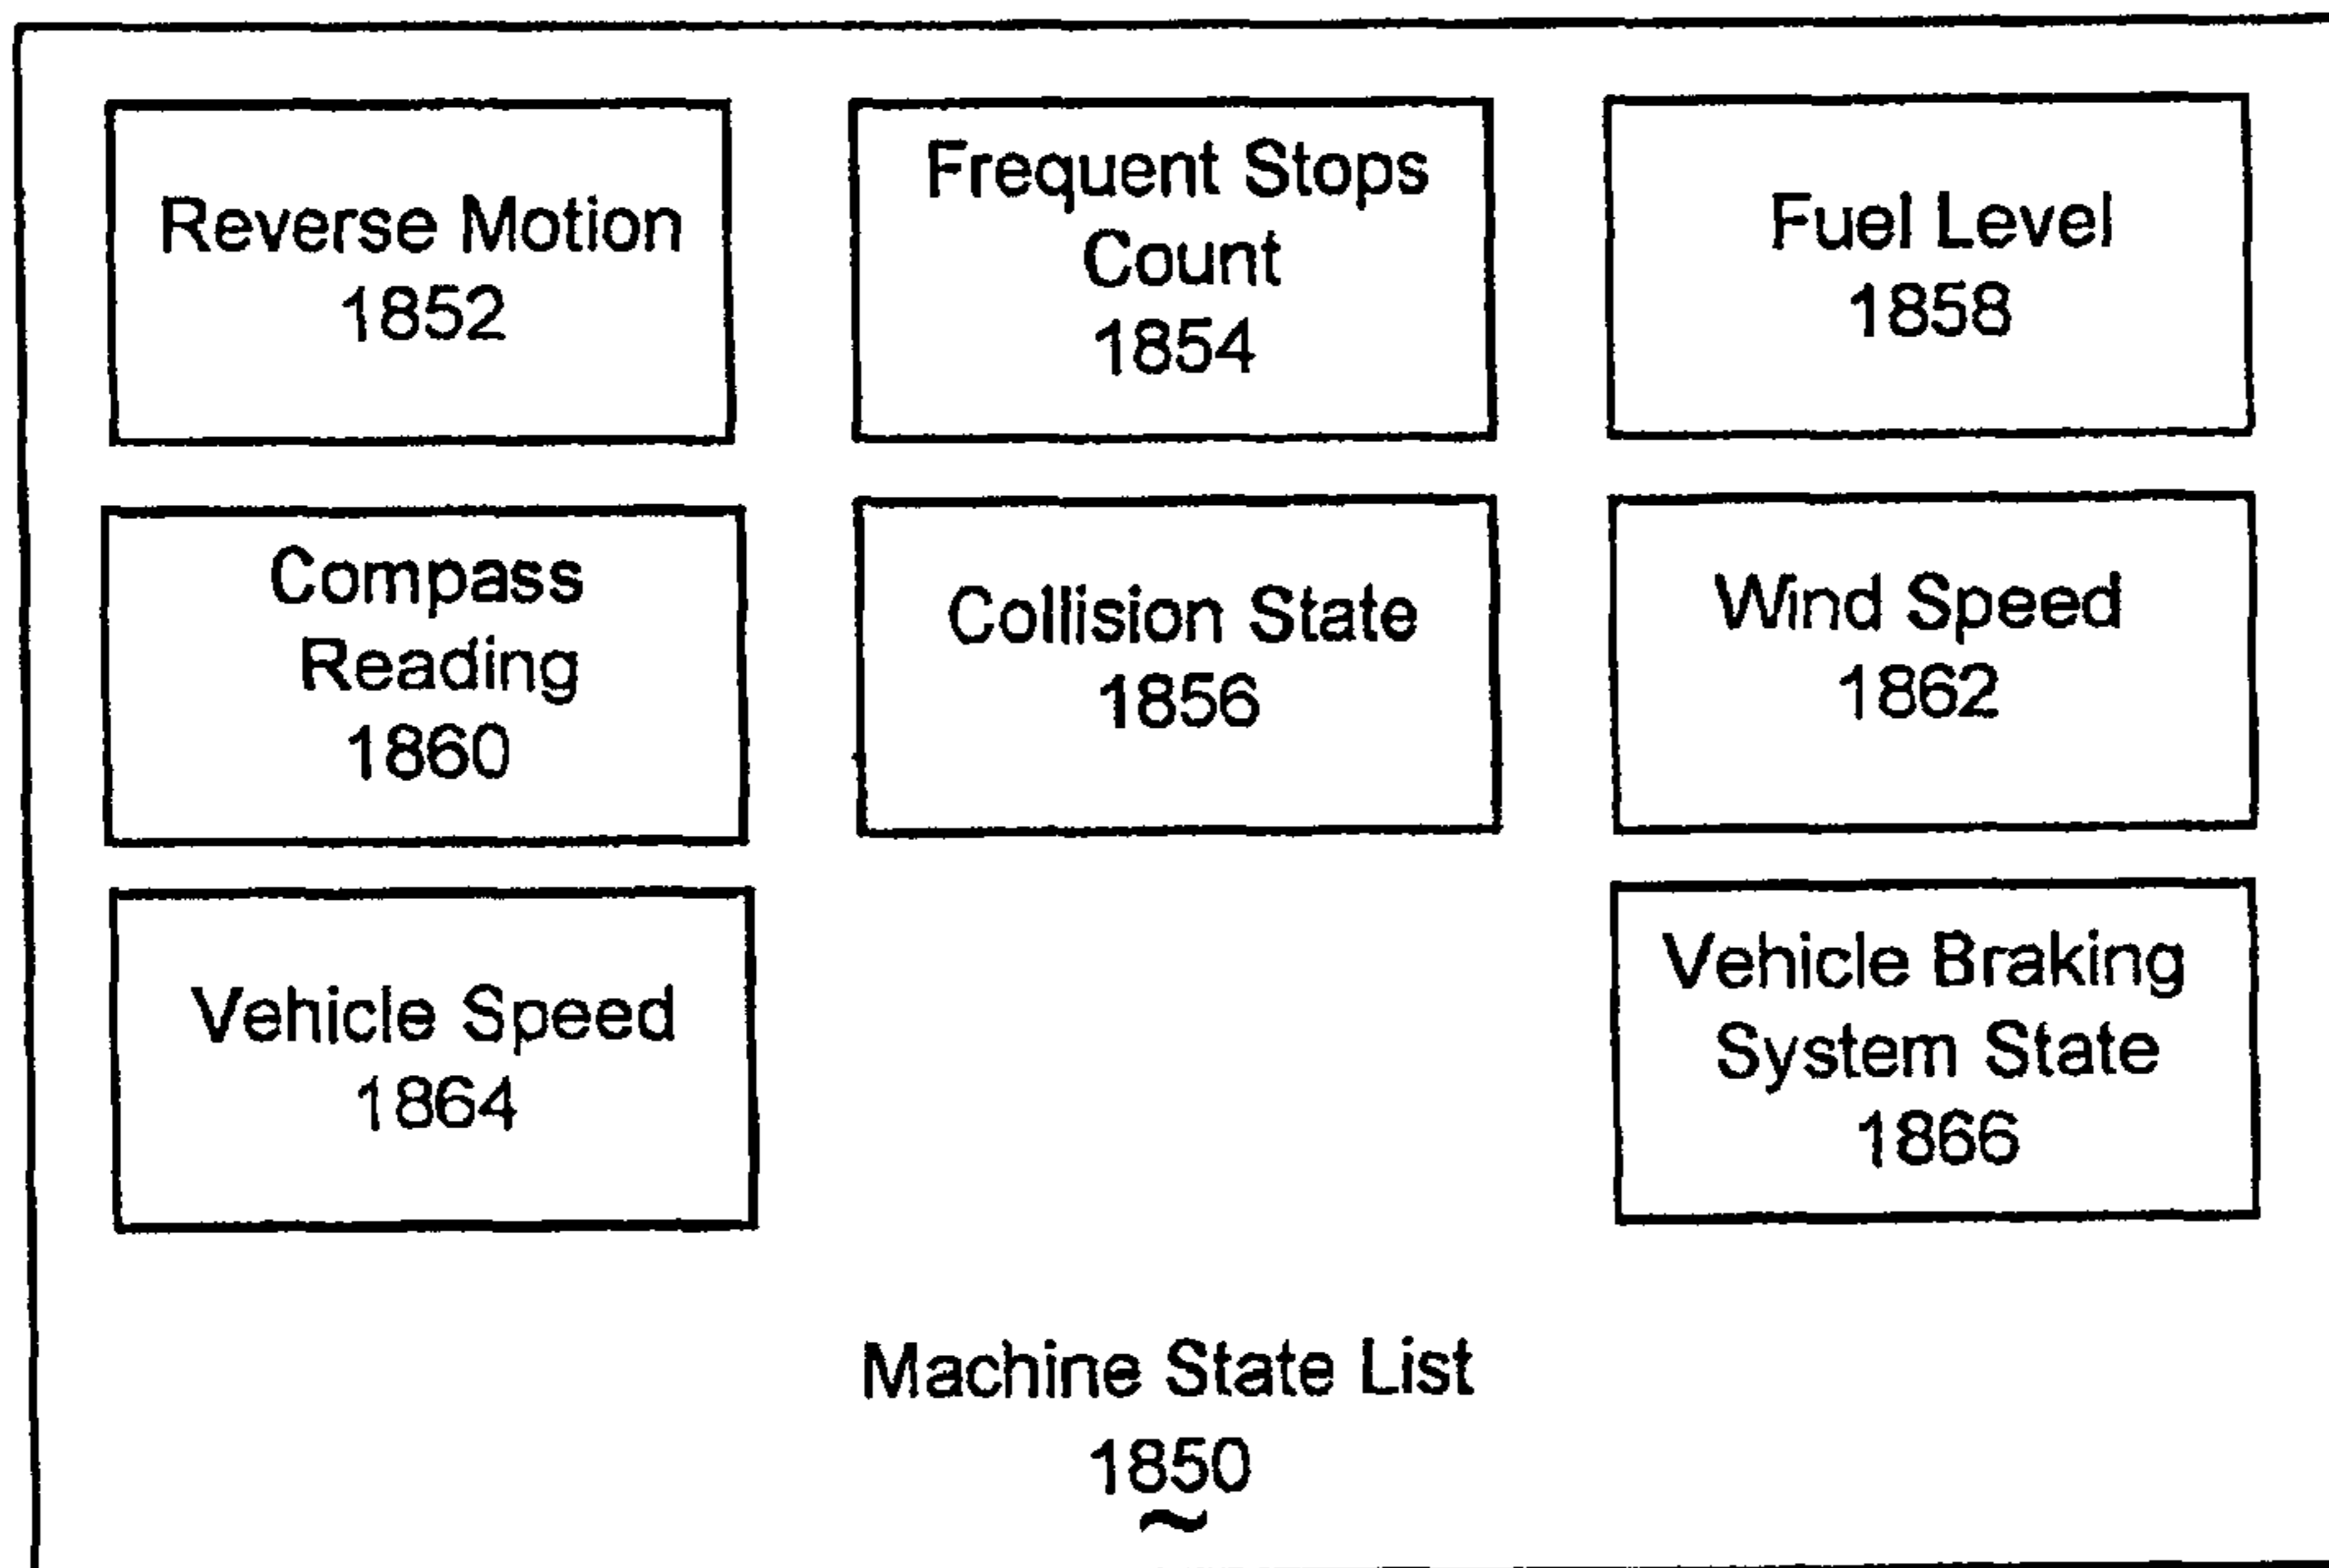 Reverse Motion
1852
Frequent Stops
Count
1854
Fuel Level
1858
Compass
Reading
1860
Collision State
1856
Wind Speed
1862
Vehicle Speed
1864
Vehicle Braking
System State
1866
Machine State List
1850